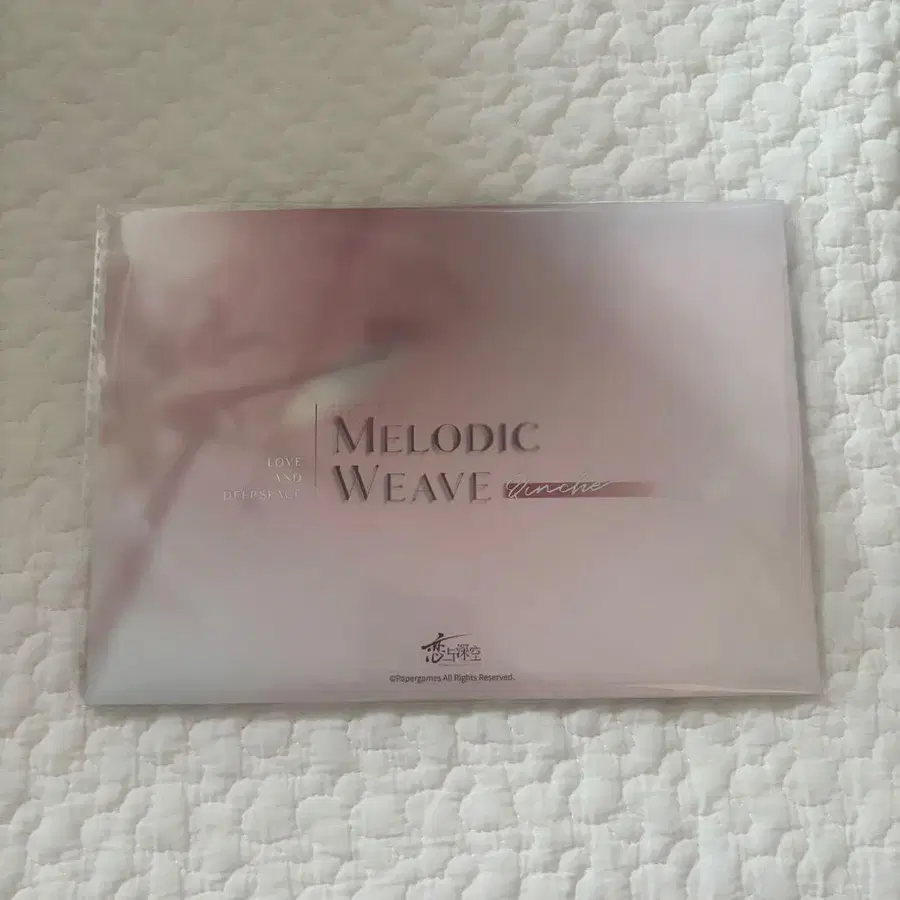 LOVE
AND
DEEPSPACE
MELODIC
WEAVE Qinche
恋与深空
©Papergames All Rights Reserved.